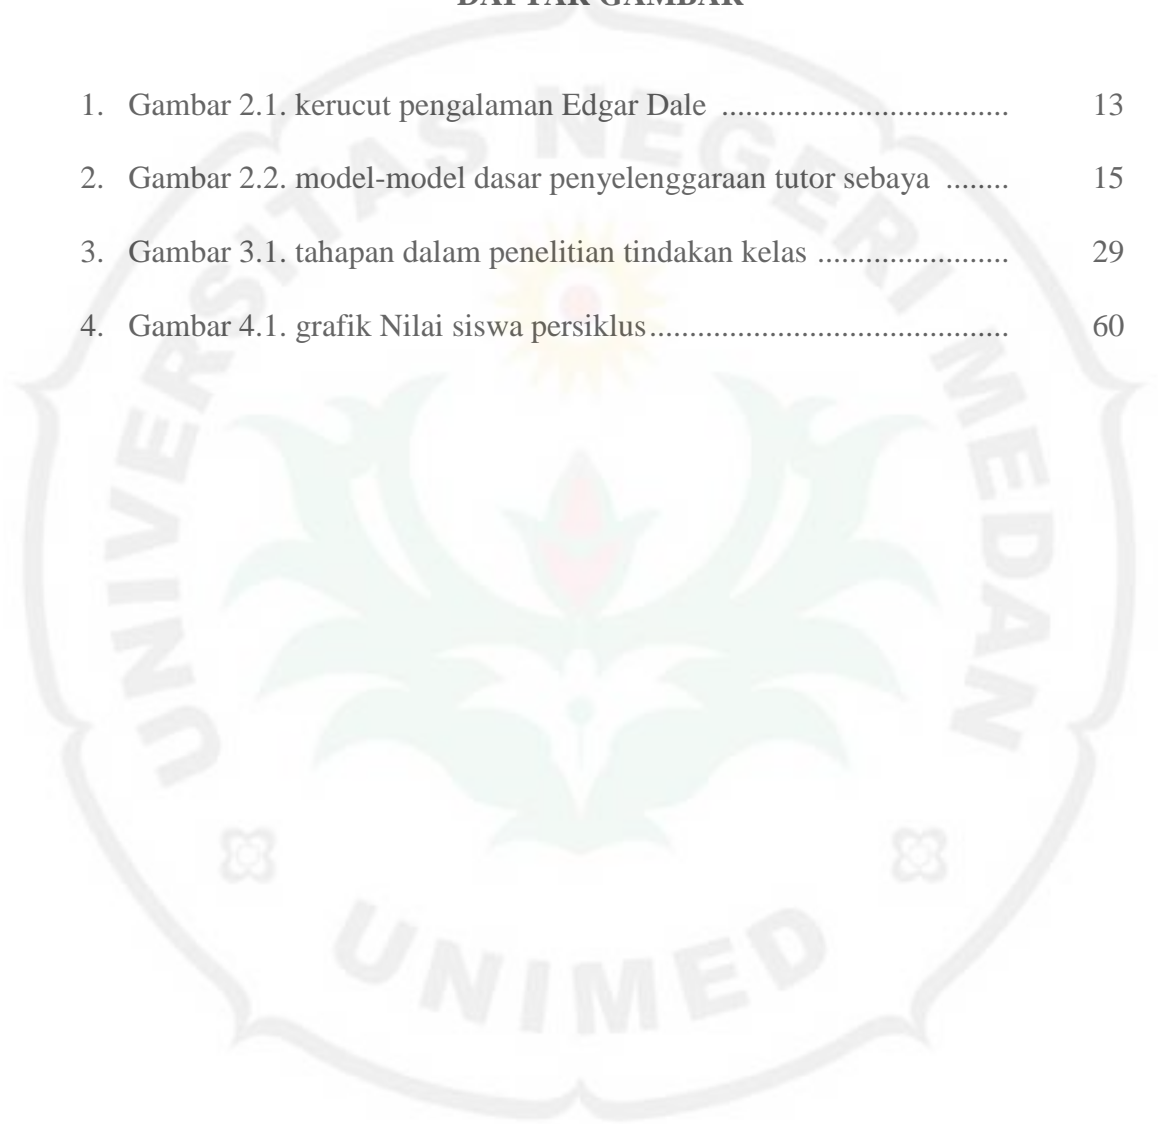 DAFTAR GAMBAR
1. Gambar 2.1. kerucut pengalaman Edgar Dale .................................... 13
2. Gambar 2.2. model-model dasar penyelenggaraan tutor sebaya ........ 15
3. Gambar 3.1. tahapan dalam penelitian tindakan kelas ........................ 29
4. Gambar 4.1. grafik Nilai siswa persiklus............................................. 60
UNIVERSITAS NEGERI MEDAN
UNIMED